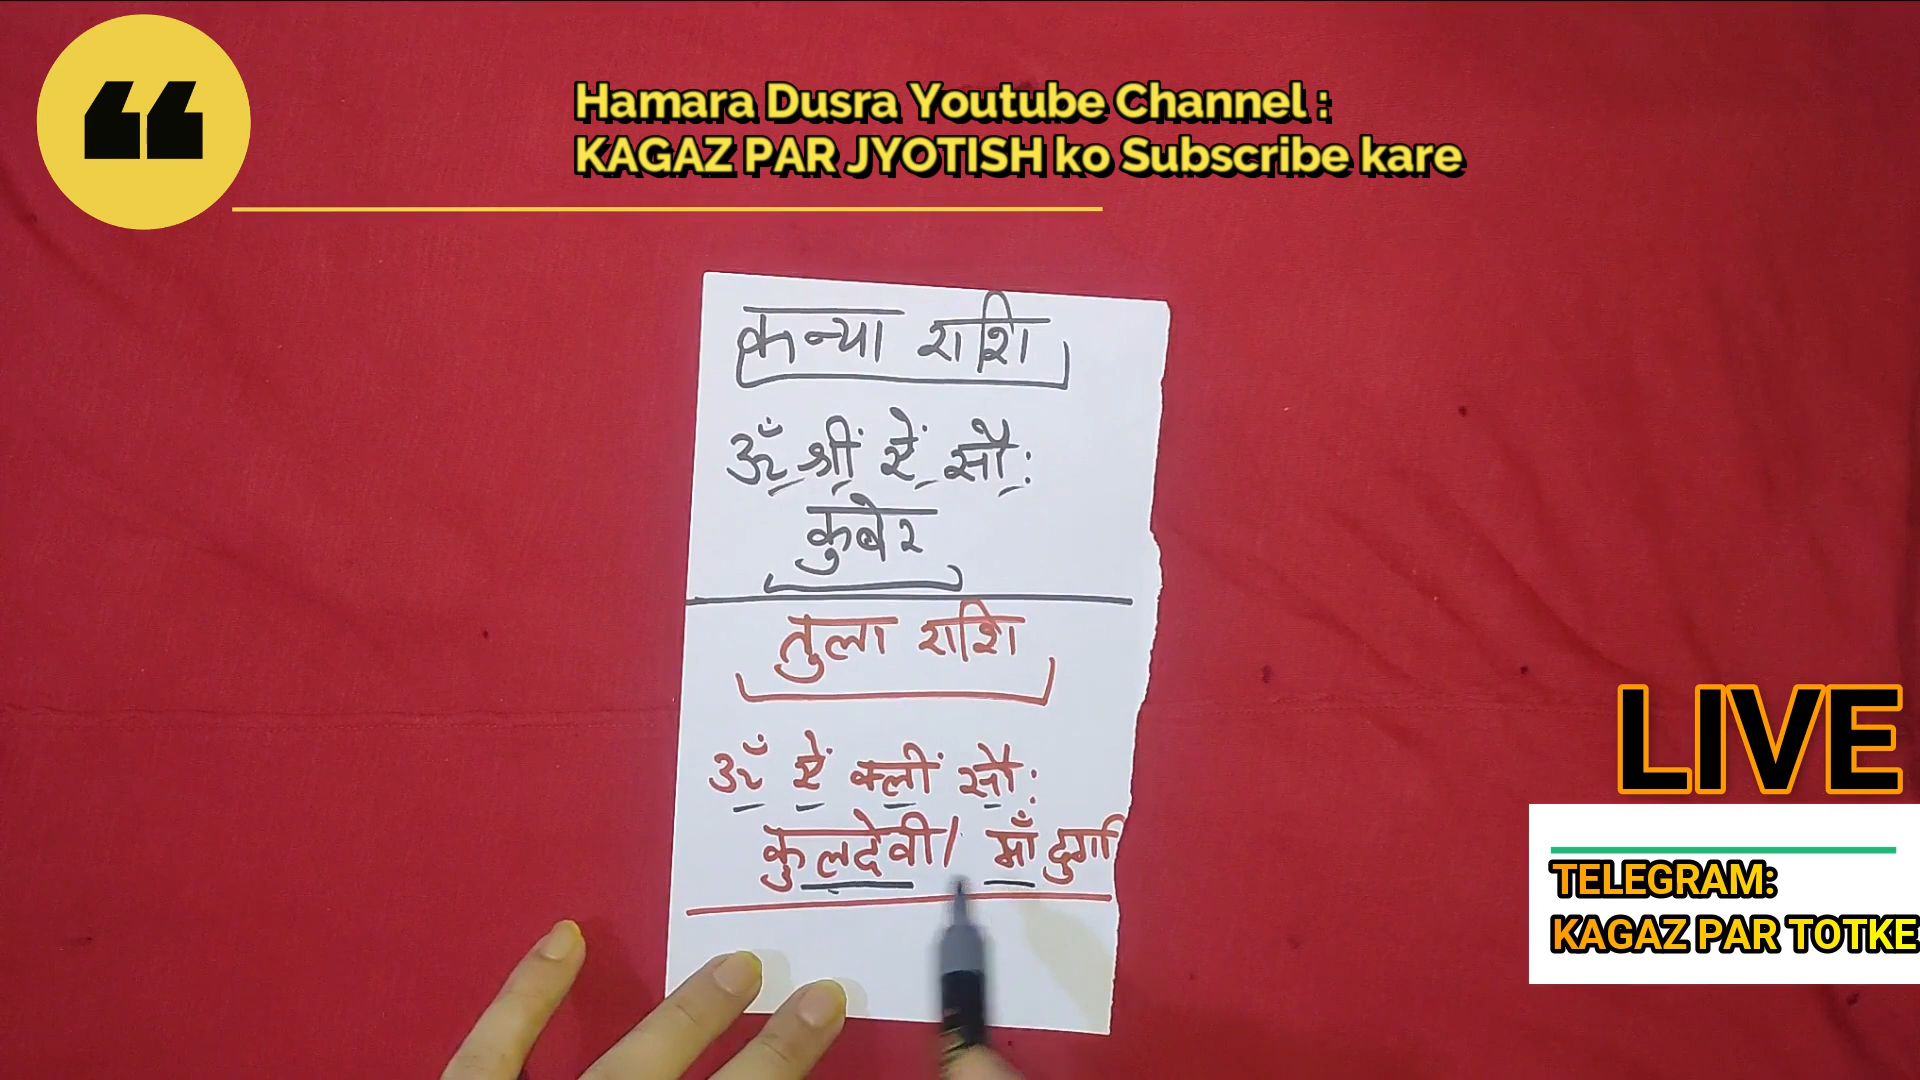 Hamara Dusra Youtube Channel :
KAGAZ PAR JYOTISH ko Subscribe kare
कन्या राशि
ॐ श्रीं ऐं सौ:
कुबेर
तुला राशि
ॐ ऐं क्लीं सौ:
कुलदेवी/ माँ दुर्गा
LIVE
TELEGRAM:
KAGAZ PAR TOTKE